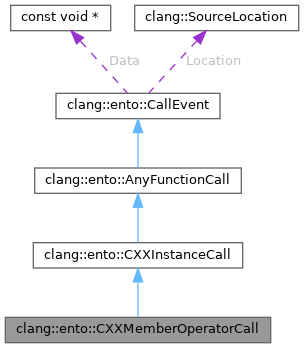 const void *
clang::SourceLocation
Data
Location
clang::ento::CallEvent
clang::ento::AnyFunctionCall
clang::ento::CXXInstanceCall
clang::ento::CXXMemberOperatorCall